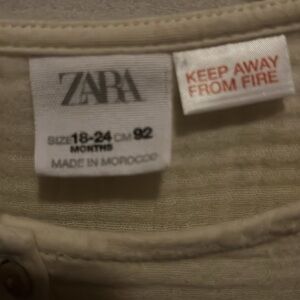 ZARA
SIZE 18-24 CM 92
MONTHS
MADE IN MOROCCO
KEEP AWAY
FROM FIRE